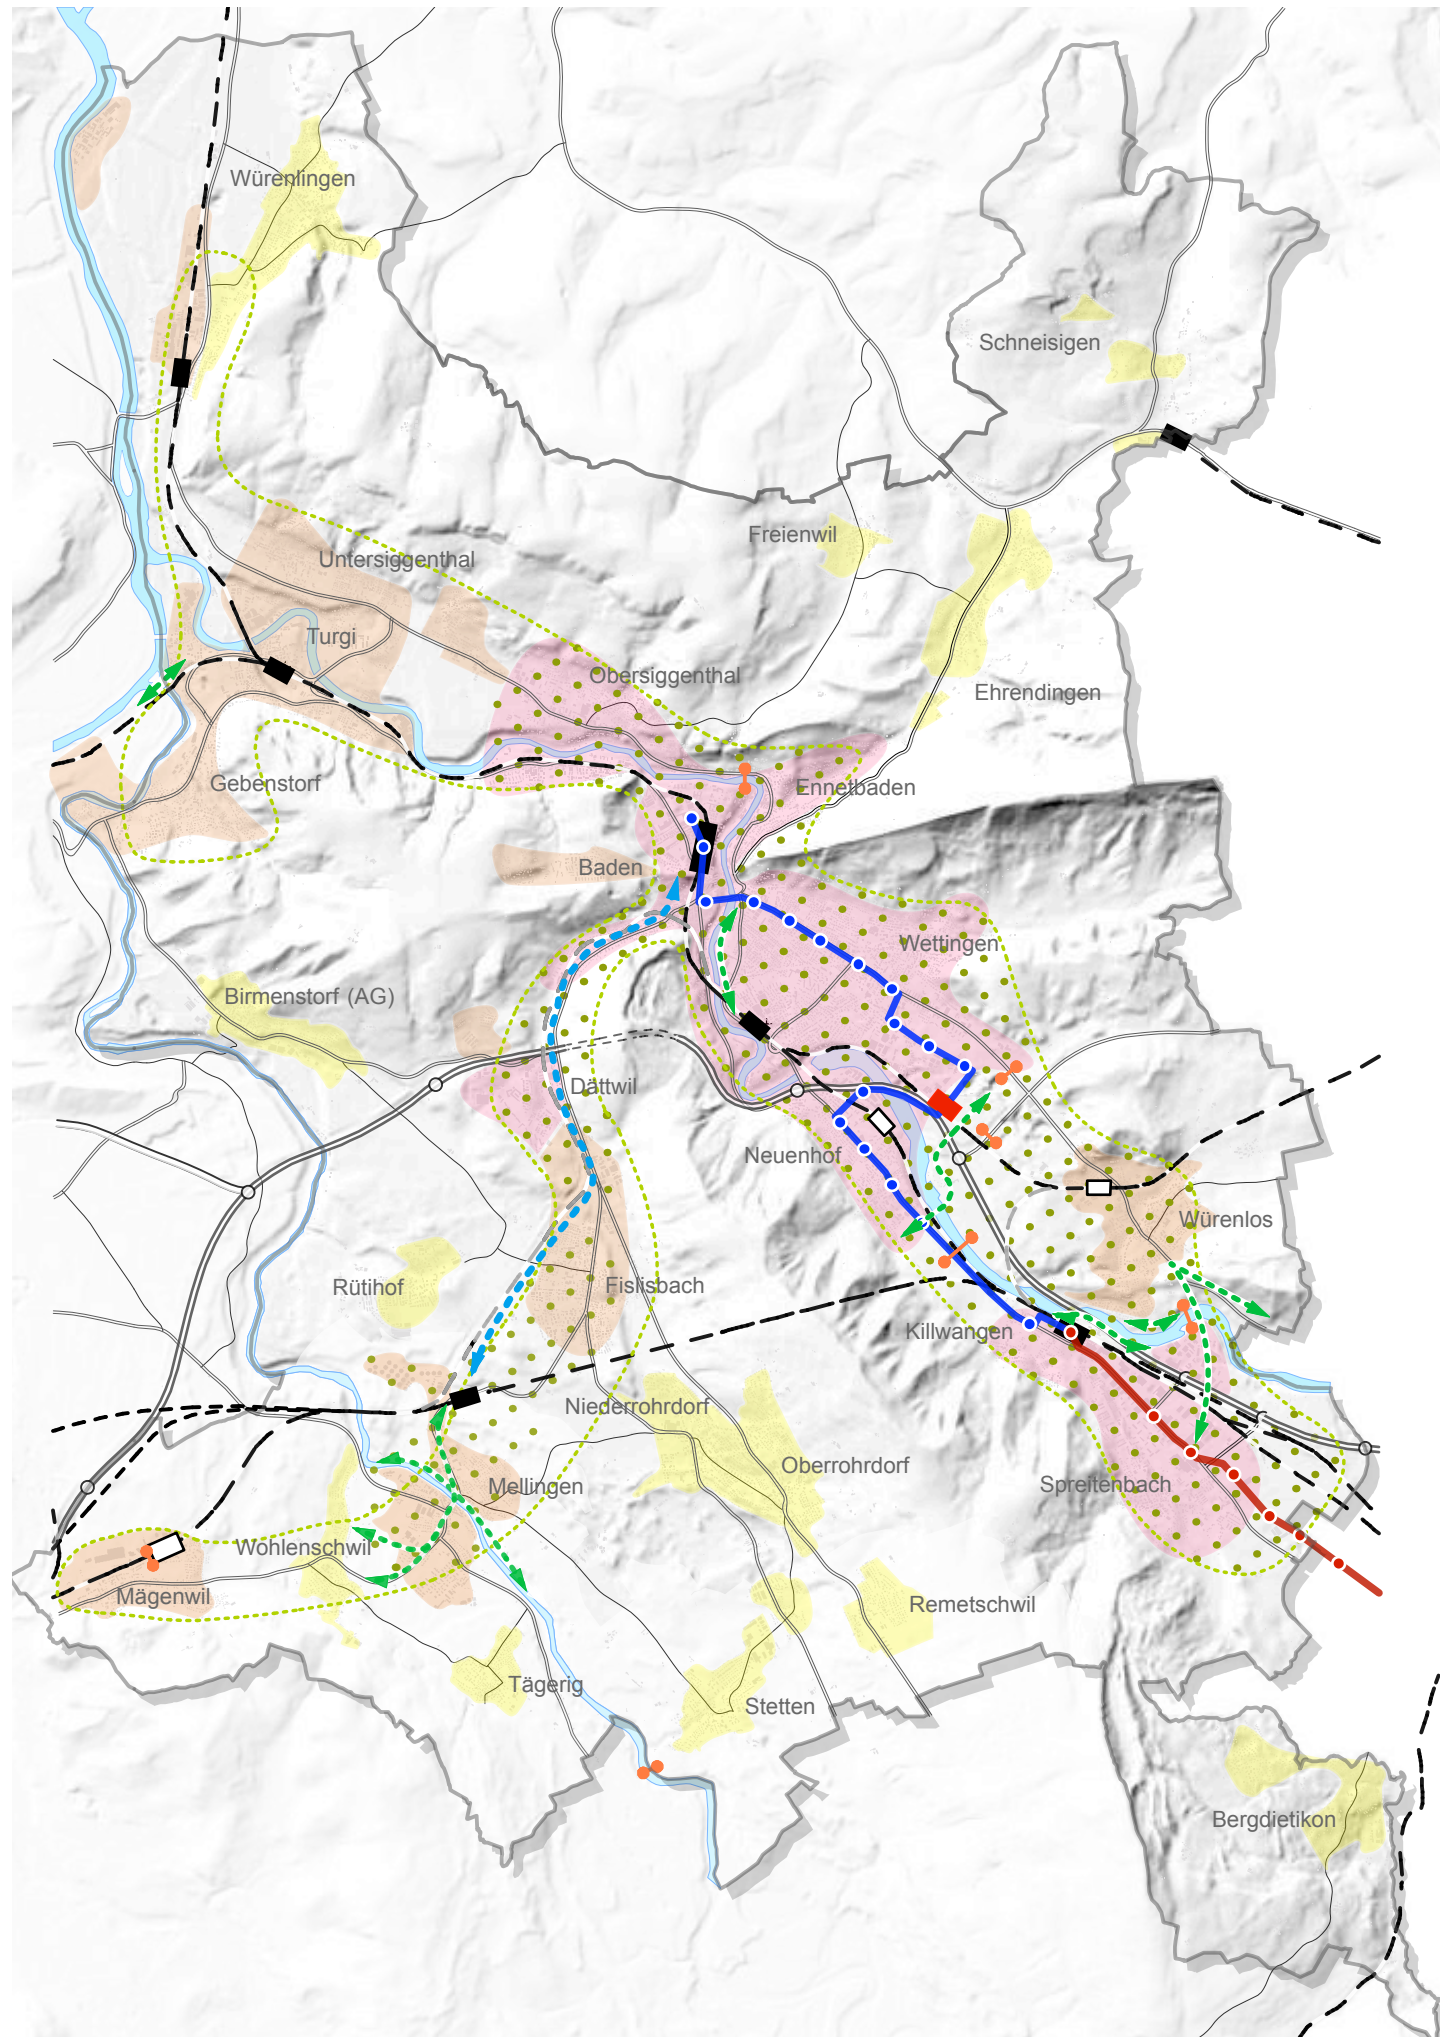 Würenlingen
Schneisigen
Freienwil
Untersiggenthal
Turgi
Obersiggenthal
Ehrendingen
Gebenstorf
Ennetbaden
Baden
Wettingen
Birmenstorf (AG)
Dättwil
Neuenhof
Würenlos
Rütihof
Fislisbach
Killwangen
Niederrohrdorf
Oberrohrdorf
Mellingen
Spreitenbach
Wohlenschwil
Mägenwil
Remetschwil
Tägerig
Stetten
Bergdietikon